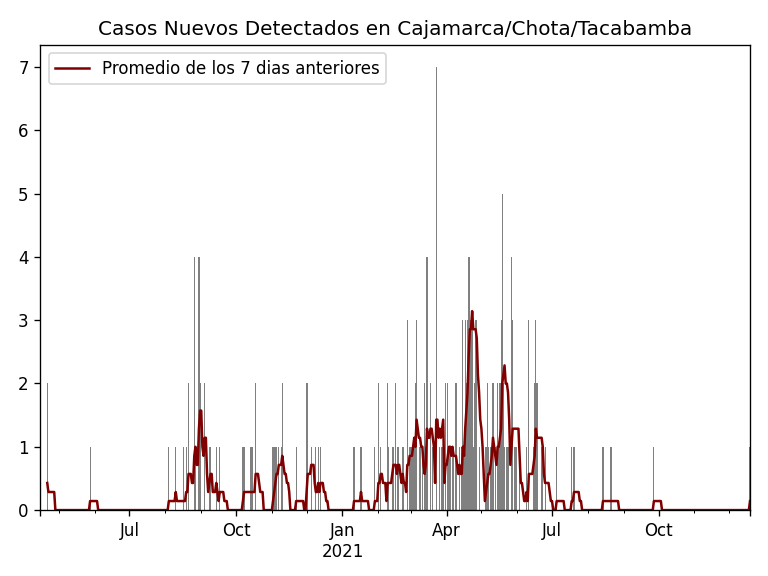 Casos Nuevos Detectados en Cajamarca/Chota/Tacabamba
Promedio de los 7 dias anteriores
7
6
5
4
3
2
1
0
Jul
Oct
Jan
2021
Apr
Jul
Oct